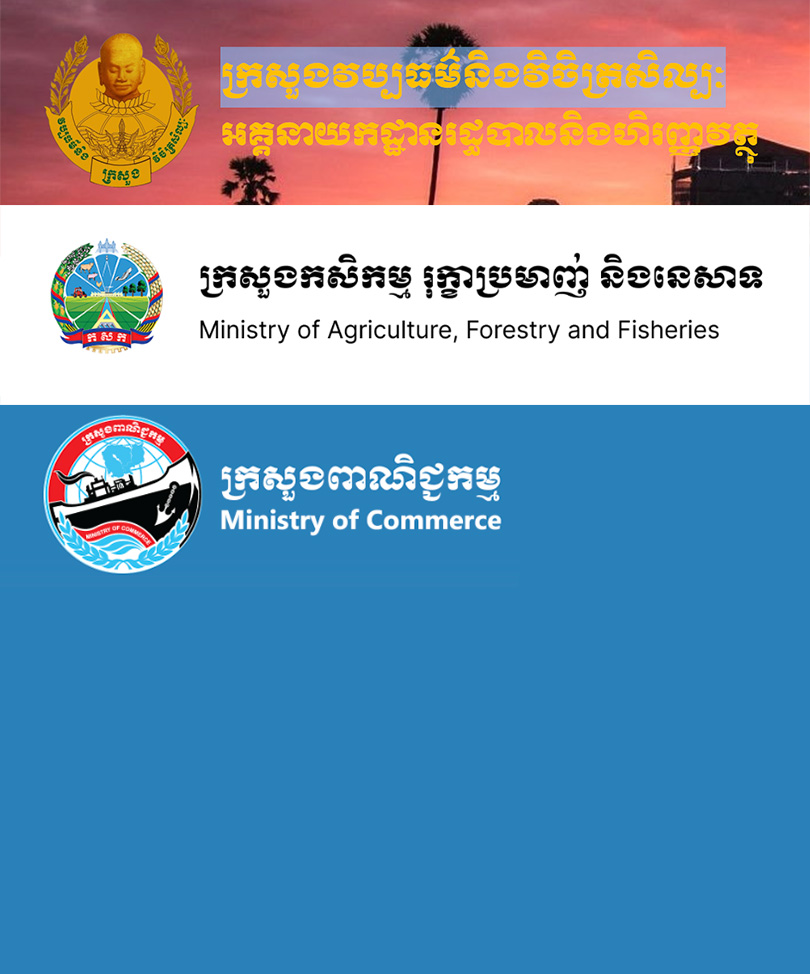 ក្រសួងវប្បធម៌និងវិចិត្រសិល្បៈ
អគ្គនាយកដ្ឋានរដ្ឋបាលនិងហិរញ្ញវត្ថុ
វប្បធម៌និង
ក្រសួង
វិចិត្រសិល្បៈ
ក្រសួងកសិកម្ម រុក្ខាប្រមាញ់ និងនេសាទ
Ministry of Agriculture, Forestry and Fisheries
ក ស ក
ក្រសួងពាណិជ្ជកម្ម
MINISTRY OF COMMERCE
ក្រសួងពាណិជ្ជកម្ម
Ministry of Commerce